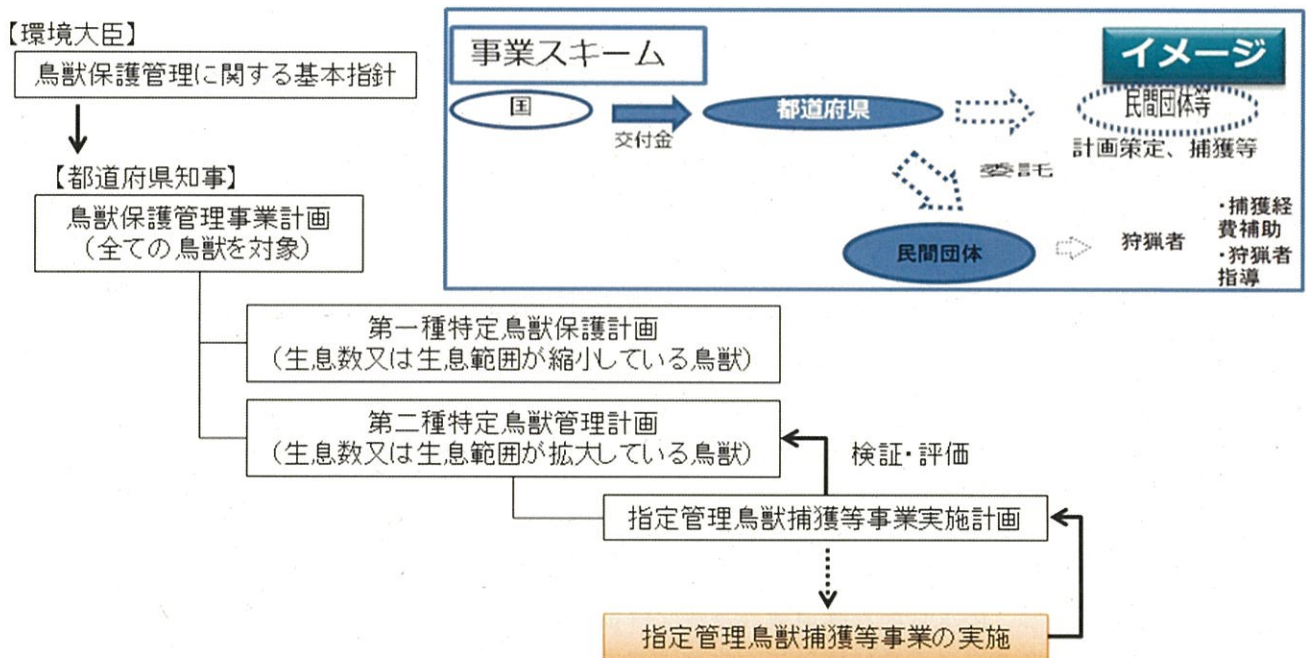 【環境大臣】
鳥獣保護管理に関する基本指針
【都道府県知事】
鳥獣保護管理事業計画
(全ての鳥獣を対象)
事業スキーム
イメージ
国
交付金
都道府県
民間団体等
計画策定、捕獲等
委託
民間団体
狩猟者
・捕獲経
費補助
・狩猟者
指導
第一種特定鳥獣保護計画
(生息数又は生息範囲が縮小している鳥獣)
第二種特定鳥獣管理計画
(生息数又は生息範囲が拡大している鳥獣)
検証・評価
指定管理鳥獣捕獲等事業実施計画
指定管理鳥獣捕獲等事業の実施